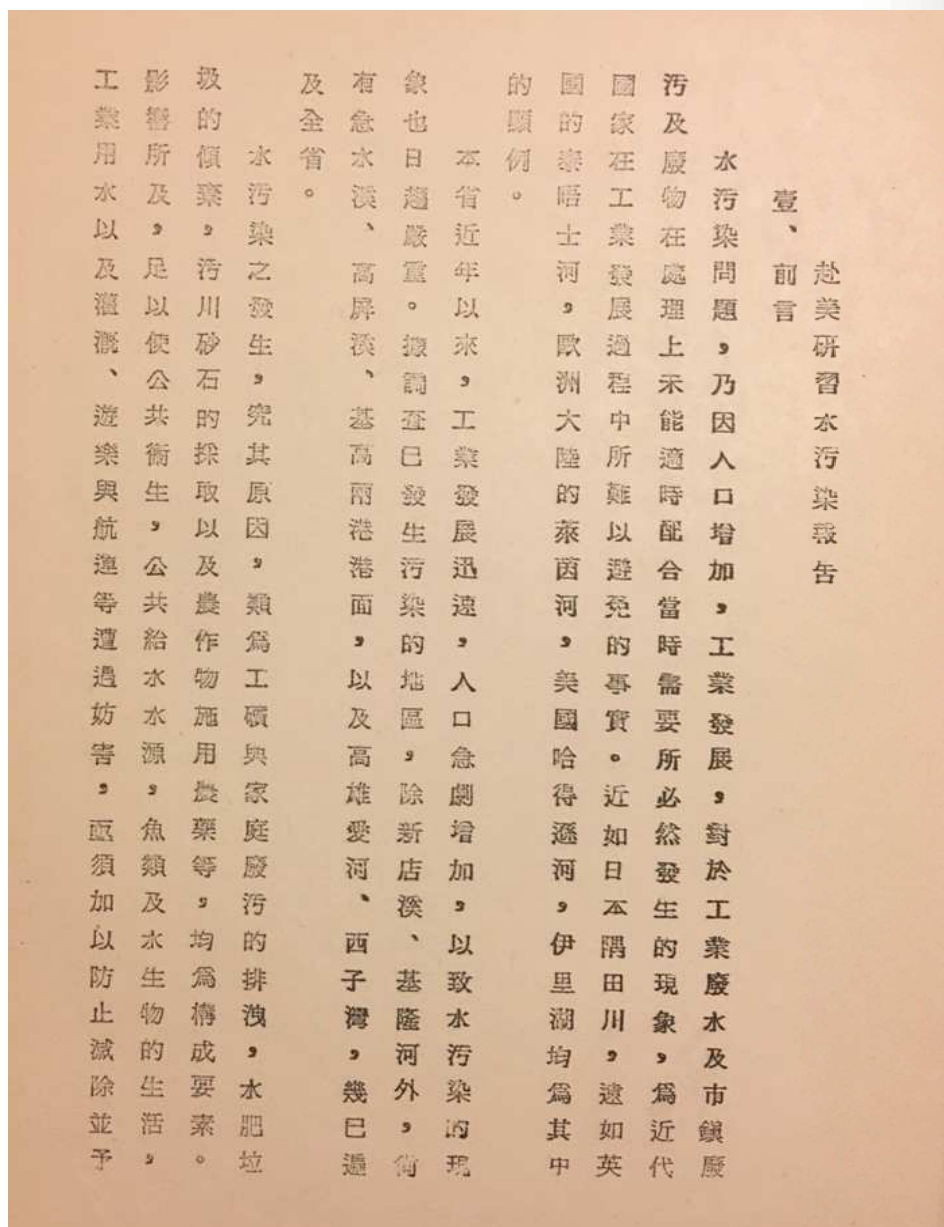 赴美研習水污染報告
壹、前言
水污染問題,乃因人口增加,工業發展,對於工業廢水及市鎮廢
污及廢物在處理上未能適時配合當時需要所必然發生的現象,為近代
國家在工業發展過程中所難以避免的事實。近如日本隅田川,遠如英
國的泰唔士河,歐洲大陸的萊茵河,美國哈得遜河,伊里湖均為其中
的顯例。
本省近年以來,工業發展迅速,人口急劇增加,以致水污染的現
象也日趨嚴重。據調查已發生污染的地區,除新店溪、基隆河外,尚
有急水溪、高屏溪、基高兩港港面,以及高雄愛河、西子灣,幾已遍
及全省。
水污染之發生,究其原因,類為工礦與家庭廢污的排洩,水肥垃
圾的傾棄,污川砂石的採取以及農作物施用農藥等,均為構成要素。
影響所及,足以使公共衛生,公共給水水源,魚類及水生物的生活,
工業用水以及灌溉、遊樂與航運等遭遇妨害,亟須加以防止減除並予